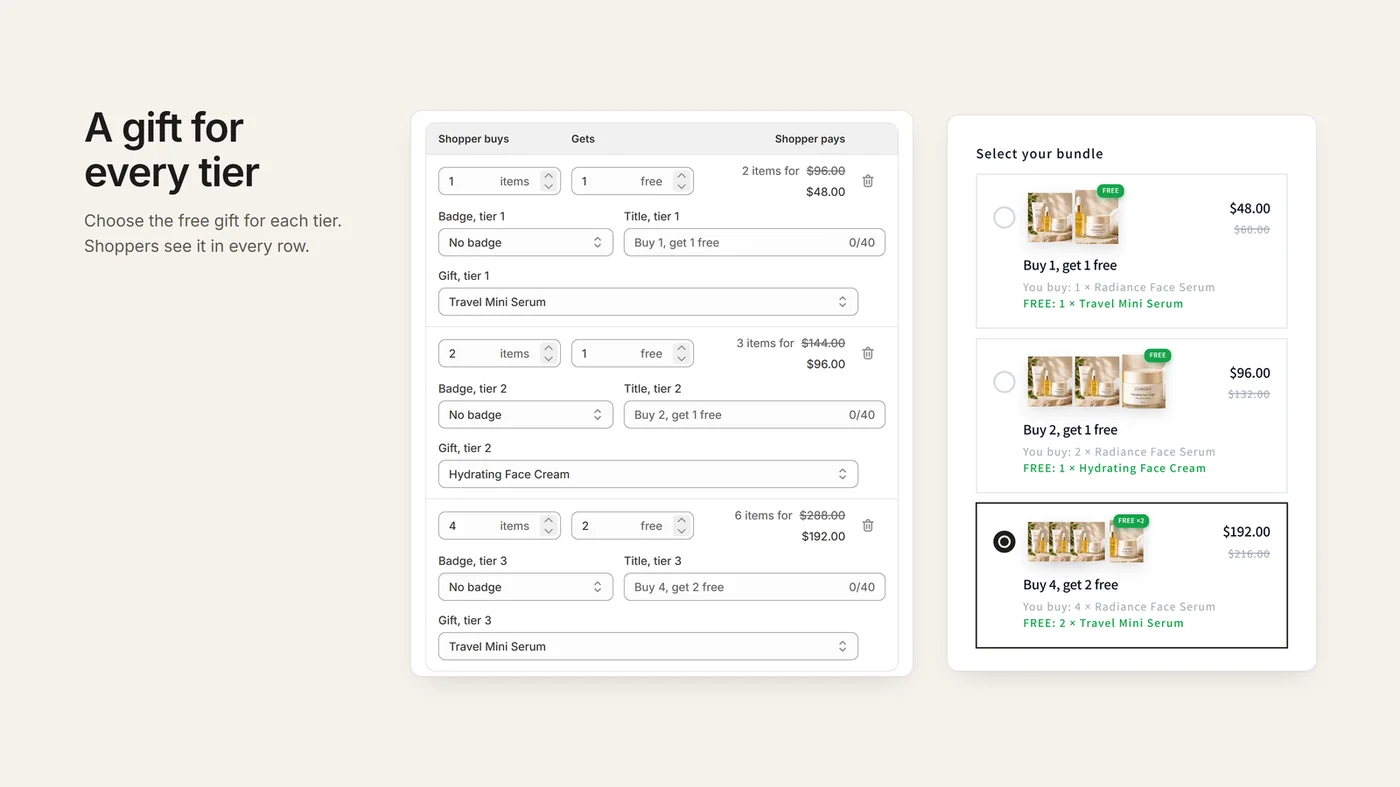 A gift for
every tier
Choose the free gift for each tier.
Shoppers see it in every row.
Shopper buys Gets Shopper pays
1 items 1 free 2 items for $96.00
$48.00
Badge, tier 1 Title, tier 1
No badge Buy 1, get 1 free 0/40
Gift, tier 1
Travel Mini Serum
2 items 1 free 3 items for $144.00
$96.00
Badge, tier 2 Title, tier 2
No badge Buy 2, get 1 free 0/40
Gift, tier 2
Hydrating Face Cream
4 items 2 free 6 items for $288.00
$192.00
Badge, tier 3 Title, tier 3
No badge Buy 4, get 2 free 0/40
Gift, tier 3
Travel Mini Serum
Select your bundle
FREE
$48.00
$60.00
Buy 1, get 1 free
You buy: 1 × Radiance Face Serum
FREE: 1 × Travel Mini Serum
FREE
$96.00
$132.00
Buy 2, get 1 free
You buy: 2 × Radiance Face Serum
FREE: 1 × Hydrating Face Cream
FREE ×2
$192.00
$216.00
Buy 4, get 2 free
You buy: 4 × Radiance Face Serum
FREE: 2 × Travel Mini Serum